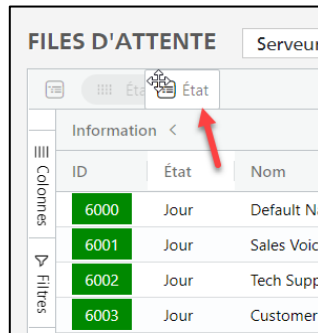 FILES D'ATTENTE Serveur
État
Information <
ID État Nom
6000 Jour Default
6001 Jour Sales Voic
6002 Jour Tech Supp
6003 Jour Customer
Colonnes
Filtres